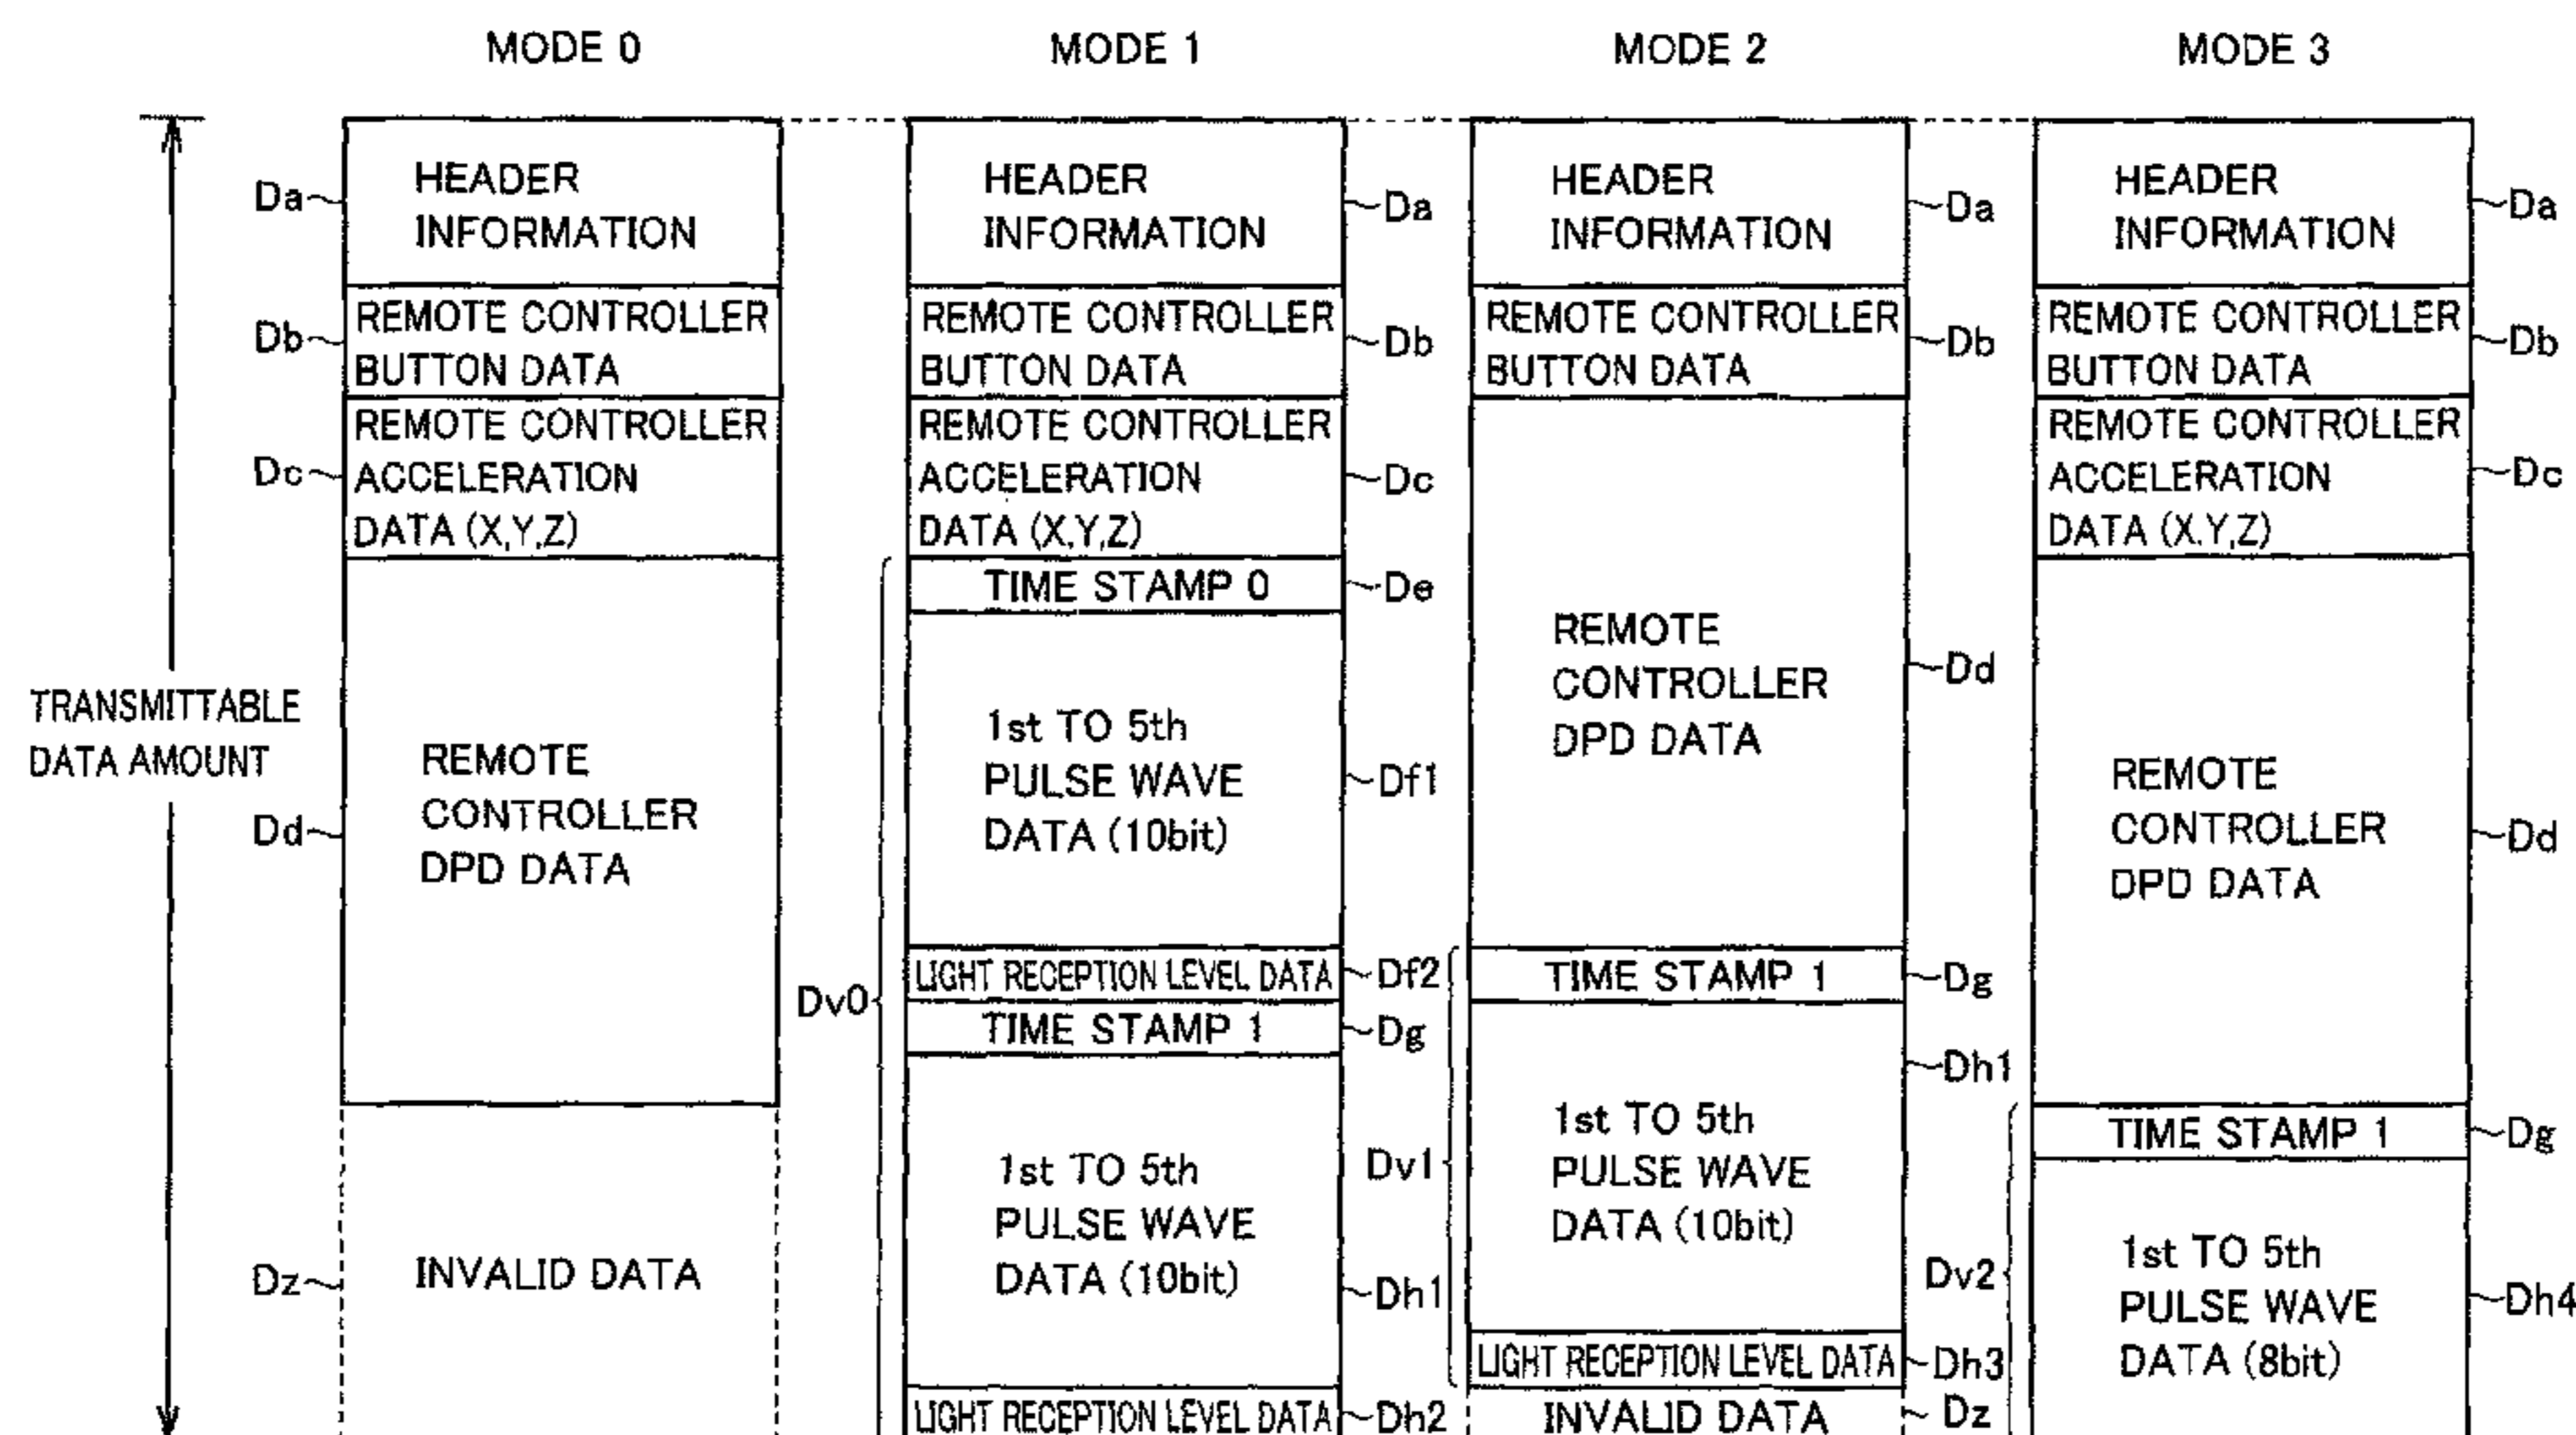 MODE 0
MODE 1
MODE 2
MODE 3
TRANSMITTABLE
DATA AMOUNT
Da
HEADER
INFORMATION
Db
REMOTE CONTROLLER
BUTTON DATA
Dc
REMOTE CONTROLLER
ACCELERATION
DATA (X,Y,Z)
Dd
REMOTE
CONTROLLER
DPD DATA
Dz
INVALID DATA
HEADER
INFORMATION
Da
REMOTE CONTROLLER
BUTTON DATA
Db
REMOTE CONTROLLER
ACCELERATION
DATA (X,Y,Z)
Dc
Dv0
TIME STAMP 0
De
1st TO 5th
PULSE WAVE
DATA (10bit)
Df1
LIGHT RECEPTION LEVEL DATA
Df2
TIME STAMP 1
Dg
1st TO 5th
PULSE WAVE
DATA (10bit)
Dh1
LIGHT RECEPTION LEVEL DATA
Dh2
HEADER
INFORMATION
Da
REMOTE CONTROLLER
BUTTON DATA
Db
REMOTE
CONTROLLER
DPD DATA
Dd
Dv1
TIME STAMP 1
Dg
1st TO 5th
PULSE WAVE
DATA (10bit)
Dh1
LIGHT RECEPTION LEVEL DATA
Dh3
INVALID DATA
Dz
HEADER
INFORMATION
Da
REMOTE CONTROLLER
BUTTON DATA
Db
REMOTE CONTROLLER
ACCELERATION
DATA (X,Y,Z)
Dc
REMOTE
CONTROLLER
DPD DATA
Dd
Dv2
TIME STAMP 1
Dg
1st TO 5th
PULSE WAVE
DATA (8bit)
Dh4